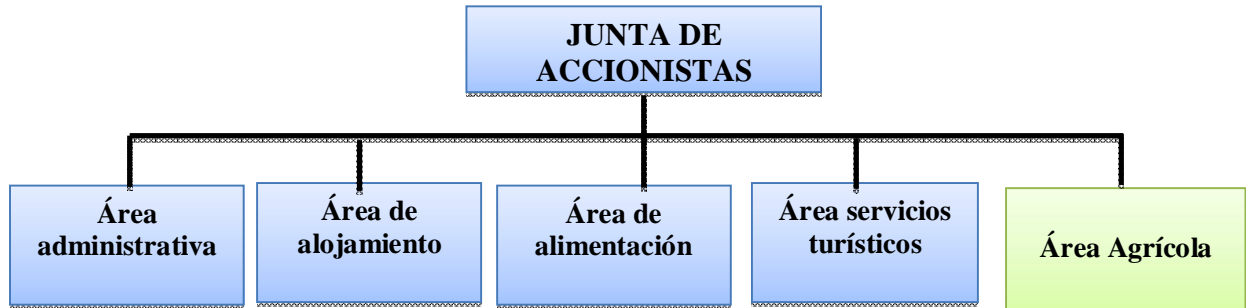 JUNTA DE
ACCIONISTAS
Área
administrativa
Área de
alojamiento
Área de
alimentación
Área servicios
turísticos
Área Agrícola